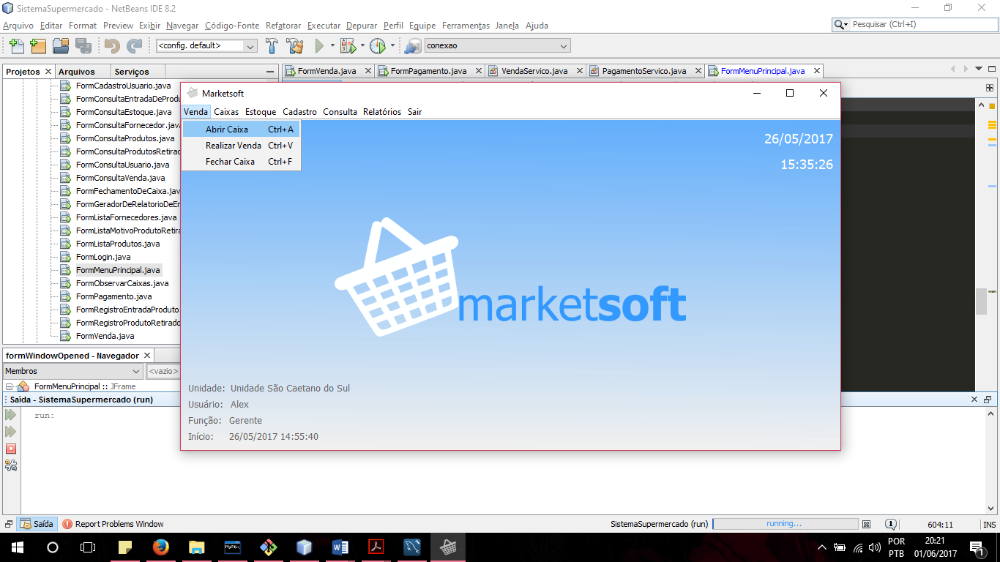 SistemaSupermercado - NetBeans IDE 8.2
Arquivo Editar Format Preview Exibir Navegar Código-Fonte Refatorar Executar Depurar Perfil Equipe Ferramentas Janela Ajuda
Pesquisar (Ctrl+I)
<config. default>
conexao
Projetos Arquivos Serviços
FormVenda.java FormPagamento.java VendaServico.java PagamentoServico.java FormMenuPrincipal.java
FormCadastroUsuario.java
FormConsultaEntradaDeProdu
FormConsultaEstoque.java
FormConsultaFornecedor.java
FormConsultaProdutos.java
FormConsultaProdutosRetirad
FormConsultaUsuario.java
FormConsultaVenda.java
FormFechamentoDeCaixa.jav
FormGeradorDeRelatorioDeEn
FormListaFornecedores.java
FormListaMotivoProdutoRetira
FormListaProdutos.java
FormLogin.java
FormMenuPrincipal.java
FormObservarCaixas.java
FormPagamento.java
FormRegistroEntradaProduto
FormRegistroProdutoRetirado
FormVenda.java
formWindowOpened - Navegador
Membros
<vazio>
FormMenuPrincipal :: JFrame
Saída - SistemaSupermercado (run)
run:
Marketsoft
Venda Caixas Estoque Cadastro Consulta Relatórios Sair
Abrir Caixa Ctrl+A
Realizar Venda Ctrl+V
Fechar Caixa Ctrl+F
26/05/2017
15:35:26
marketsoft
Unidade: Unidade São Caetano do Sul
Usuário: Alex
Função: Gerente
Início: 26/05/2017 14:55:40
Saída Report Problems Window
SistemaSupermercado (run) running...
1
604:11 INS
MySQL
W
POR
PTB
20:21
01/06/2017
1